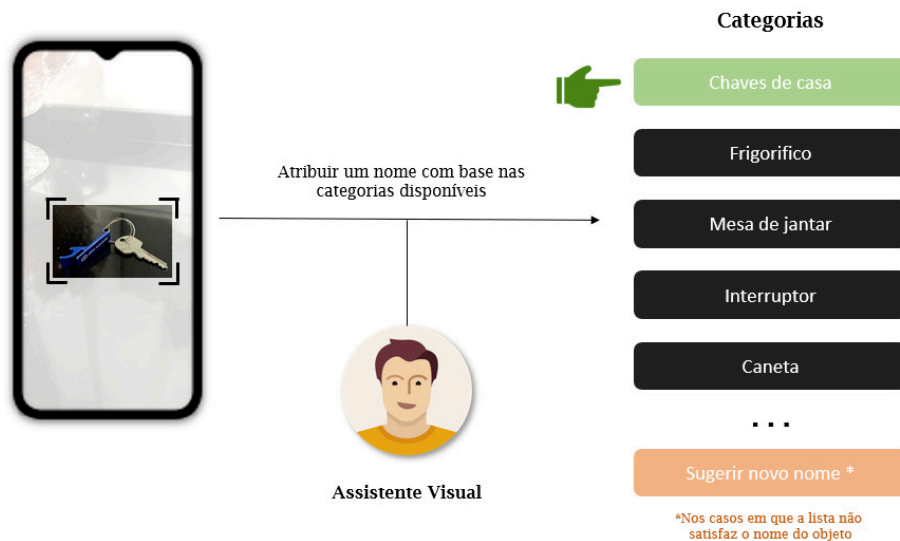 Categorias
Chaves de casa
Frigorifico
Atribuir um nome com base nas
categorias disponíveis
Mesa de jantar
Interruptor
Caneta
...
Assistente Visual
Sugerir novo nome *
*Nos casos em que a lista não
satisfaz o nome do objeto